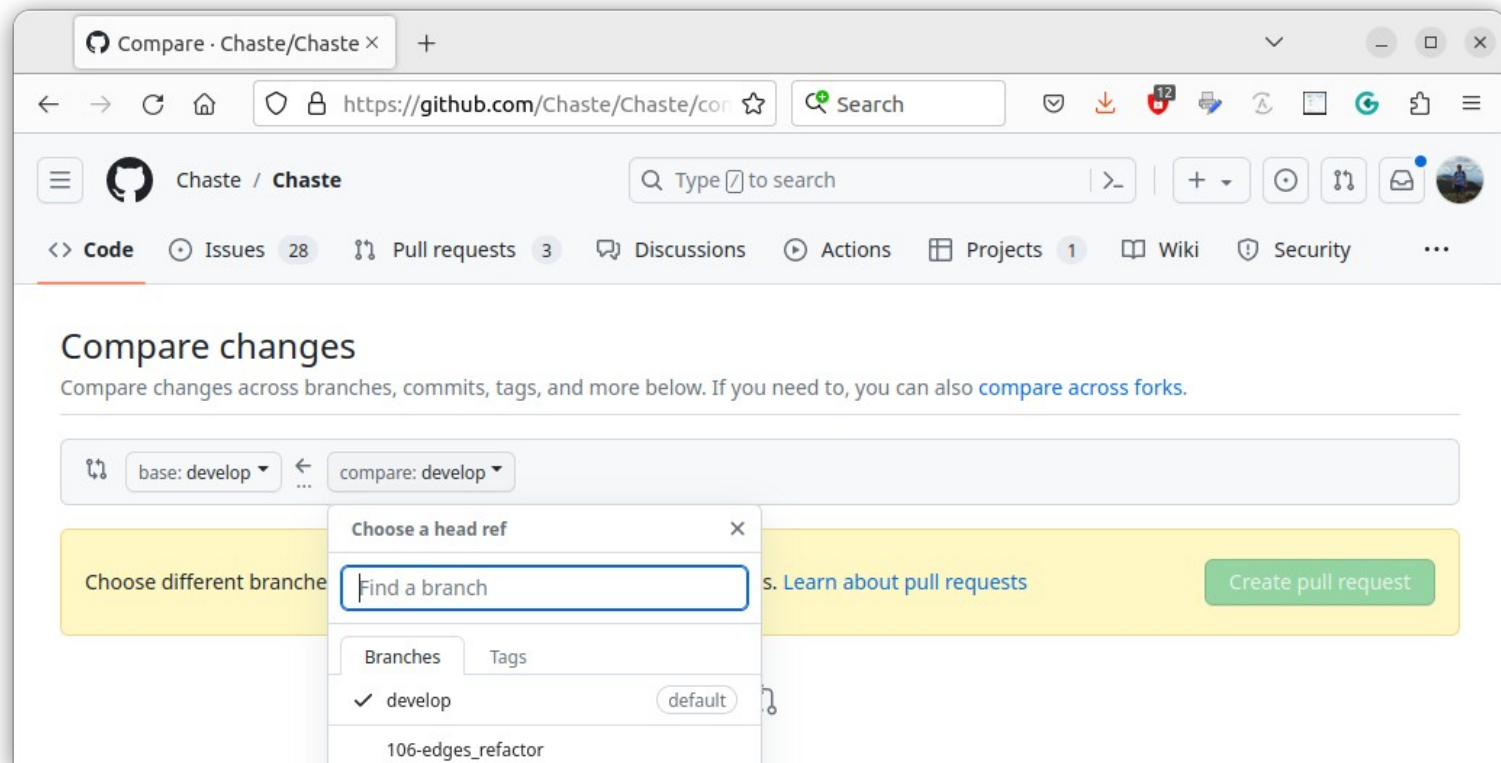 Compare · Chaste/Chaste
https://github.com/Chaste/Chaste/con
Search
12
Chaste / Chaste
Type / to search
Code
Issues 28
Pull requests 3
Discussions
Actions
Projects 1
Wiki
Security
Compare changes
Compare changes across branches, commits, tags, and more below. If you need to, you can also compare across forks.
base: develop
compare: develop
Choose a head ref
Choose different branche
Find a branch
s. Learn about pull requests
Create pull request
Branches Tags
develop default
106-edges_refactor